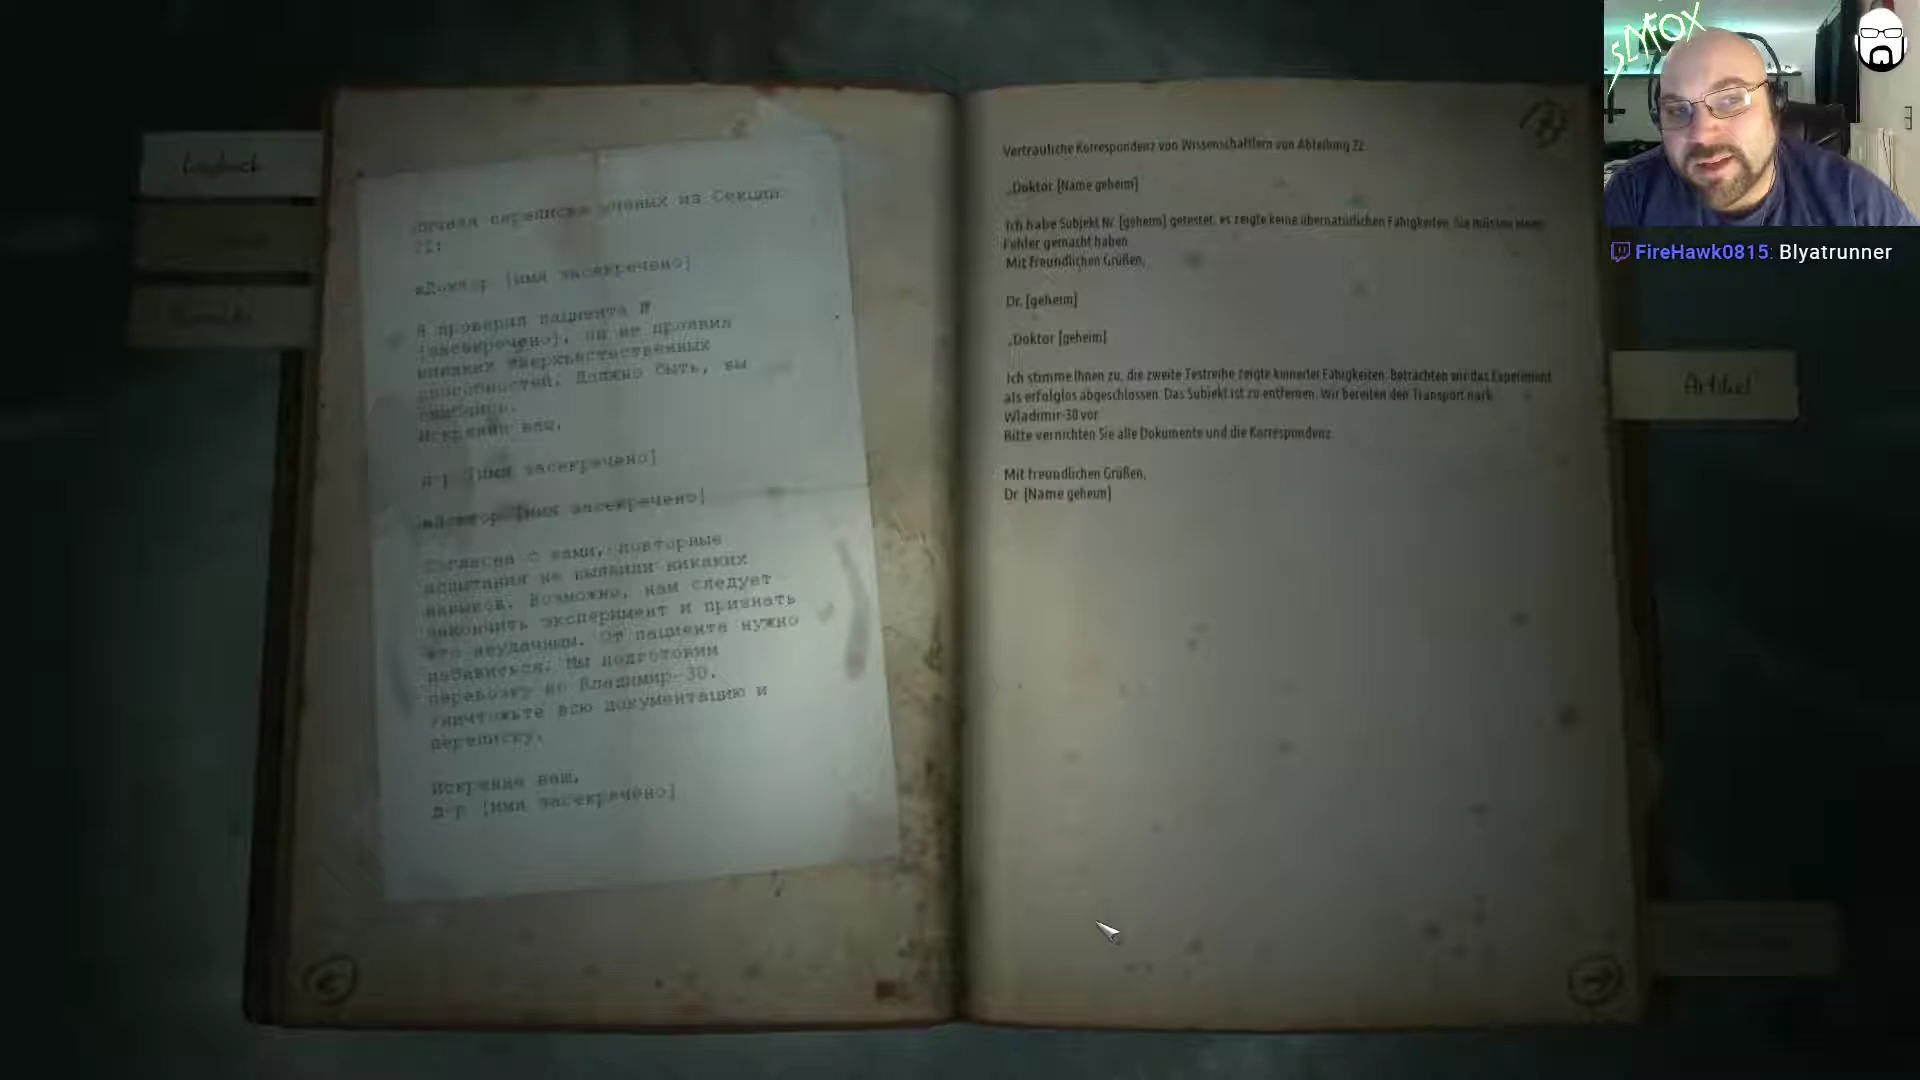 SLYFOX
FireHawk0815: Blyatrunner
Logbuch
Личная переписка ученых из Секции
22:
«Доктор [имя засекречено]
Я проверил пациента №
[засекречено], он не проявил
никаких сверхъестественных
способностей. Должно быть, вы
ошиблись.
Искренне ваш,
д-р [имя засекречено]
«Доктор [имя засекречено]
Согласен с вами, повторные
испытания не выявили никаких
навыков. Возможно, нам следует
закончить эксперимент и признать
его неудачным. От пациента нужно
избавиться. Мы подготовим
перевозку во Владимир-30.
Уничтожьте всю документацию и
переписку.
Искренне ваш,
д-р [имя засекречено]
Vertrauliche Korrespondenz von Wissenschaftlern von Abteilung 22:
„Doktor [Name geheim]
Ich habe Subjekt Nr. [geheim] getestet, es zeigte keine übernatürlichen Fähigkeiten. Sie müssen einen
Fehler gemacht haben.
Mit freundlichen Grüßen,
Dr. [geheim]
„Doktor [geheim]
Ich stimme Ihnen zu, die zweite Testreihe zeigte keinerlei Fähigkeiten. Betrachten wir das Experiment
als erfolglos abgeschlossen. Das Subjekt ist zu entfernen. Wir bereiten den Transport nach
Wladimir-30 vor.
Bitte vernichten Sie alle Dokumente und die Korrespondenz.
Mit freundlichen Grüßen,
Dr. [Name geheim]
Artikel